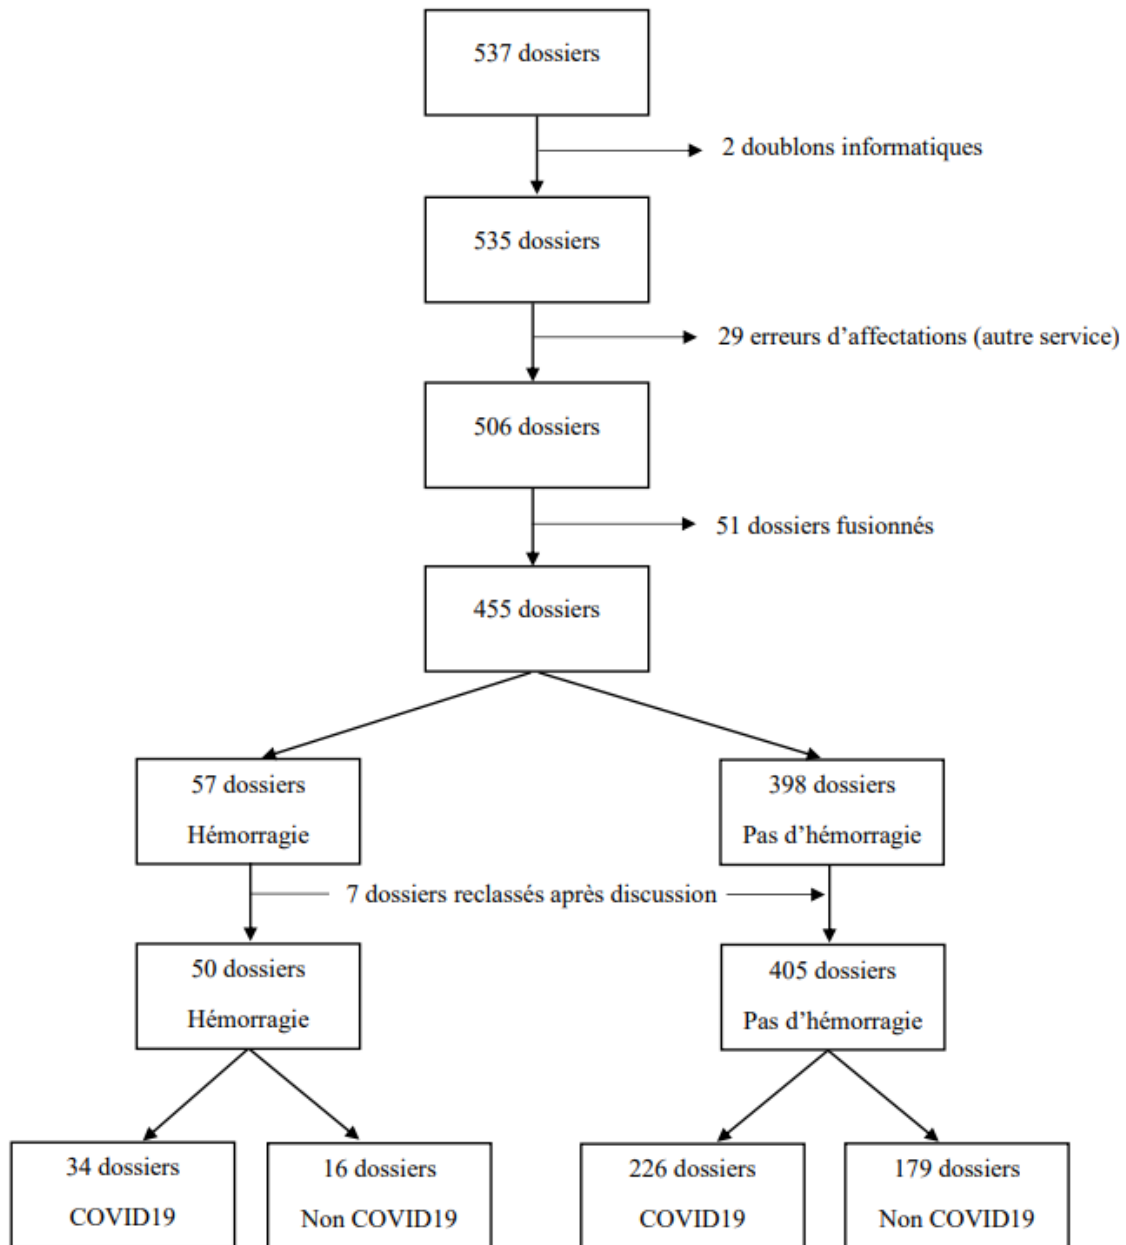 537 dossiers
2 doublons informatiques
535 dossiers
29 erreurs d’affectations (autre service)
506 dossiers
51 dossiers fusionnés
455 dossiers
57 dossiers
Hémorragie
398 dossiers
Pas d’hémorragie
7 dossiers reclassés après discussion
50 dossiers
Hémorragie
405 dossiers
Pas d’hémorragie
34 dossiers
COVID19
16 dossiers
Non COVID19
226 dossiers
COVID19
179 dossiers
Non COVID19